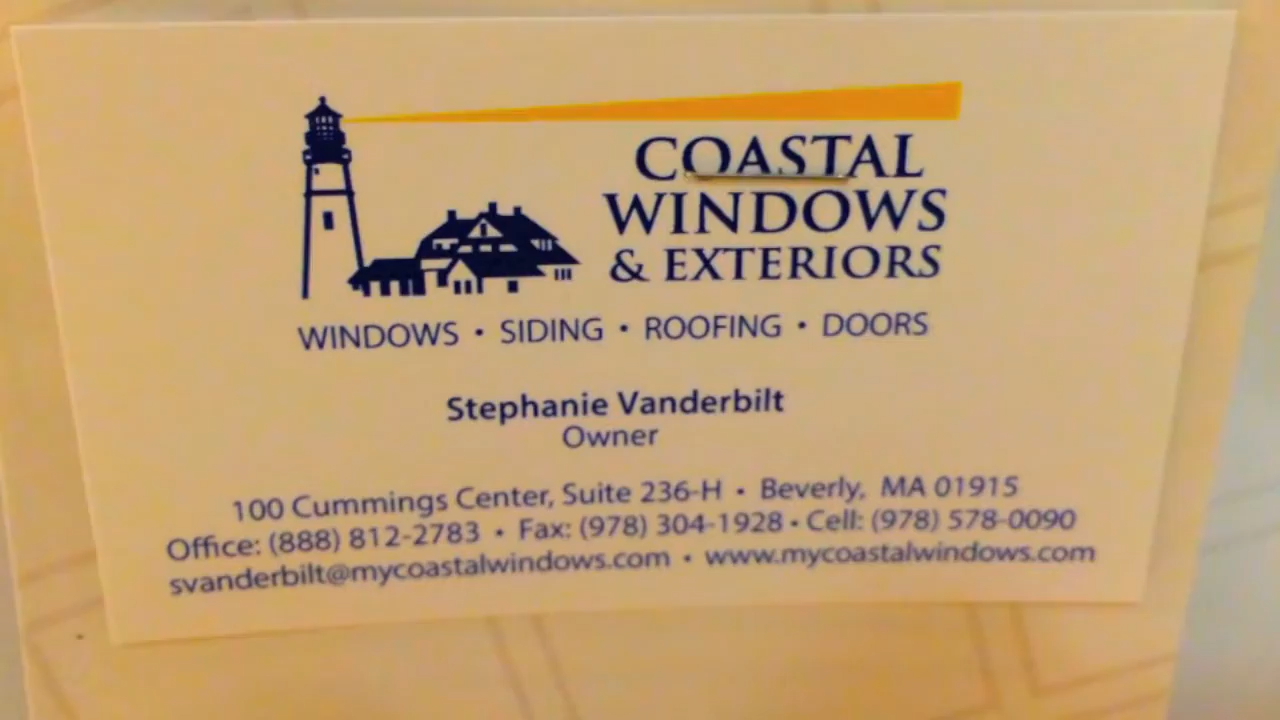 COASTAL
WINDOWS
& EXTERIORS
WINDOWS • SIDING • ROOFING • DOORS
Stephanie Vanderbilt
Owner
100 Cummings Center, Suite 236-H • Beverly, MA 01915
Office: (888) 812-2783 • Fax: (978) 304-1928 • Cell: (978) 578-0090
svanderbilt@mycoastalwindows.com • www.mycoastalwindows.com